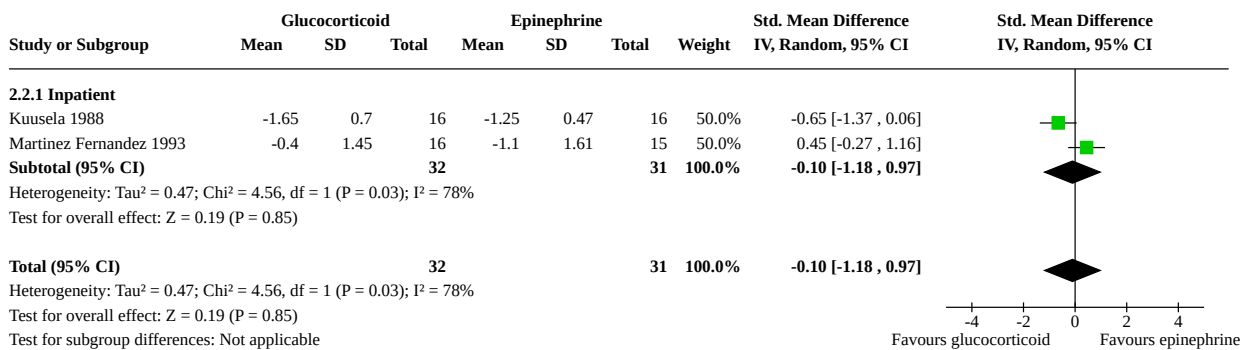 Glucocorticoid Epinephrine Std. Mean Difference Std. Mean Difference
Study or Subgroup Mean SD Total Mean SD Total Weight IV, Random, 95% CI IV, Random, 95% CI
2.2.1 Inpatient
Kuusela 1988 -1.65 0.7 16 -1.25 0.47 16 50.0% -0.65 [-1.37 , 0.06]
Martinez Fernandez 1993 -0.4 1.45 16 -1.1 1.61 15 50.0% 0.45 [-0.27 , 1.16]
Subtotal (95% CI) 32 31 100.0% -0.10 [-1.18 , 0.97]
Heterogeneity: Tau² = 0.47; Chi² = 4.56, df = 1 (P = 0.03); I² = 78%
Test for overall effect: Z = 0.19 (P = 0.85)
Total (95% CI) 32 31 100.0% -0.10 [-1.18 , 0.97]
Heterogeneity: Tau² = 0.47; Chi² = 4.56, df = 1 (P = 0.03); I² = 78%
Test for overall effect: Z = 0.19 (P = 0.85) -4 -2 0 2 4
Test for subgroup differences: Not applicable Favours glucocorticoid Favours epinephrine